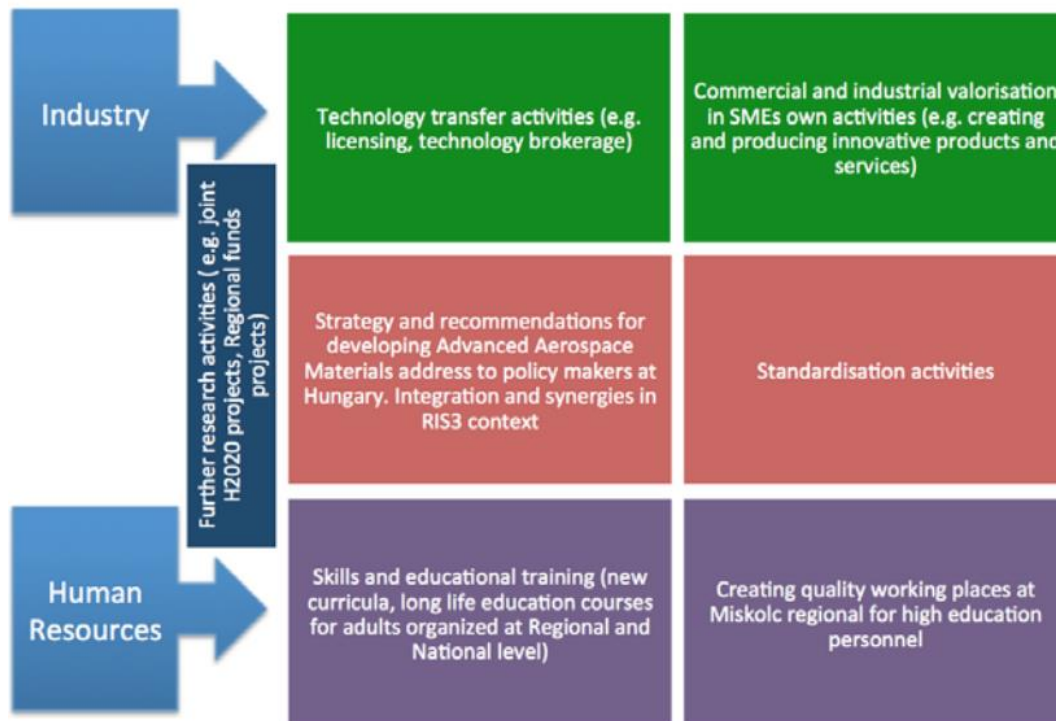 Industry
Technology transfer activities (e.g.
licensing, technology brokerage)
Commercial and industrial valorisation
in SMEs own activities (e.g. creating
and producing innovative products and
services)
Further research activities ( e.g. joint
H2020 projects, Regional funds
projects)
Strategy and recommendations for
developing Advanced Aerospace
Materials address to policy makers at
Hungary. Integration and synergies in
RIS3 context
Standardisation activities
Human
Resources
Skills and educational training (new
curricula, long life education courses
for adults organized at Regional and
National level)
Creating quality working places at
Miskolc regional for high education
personnel